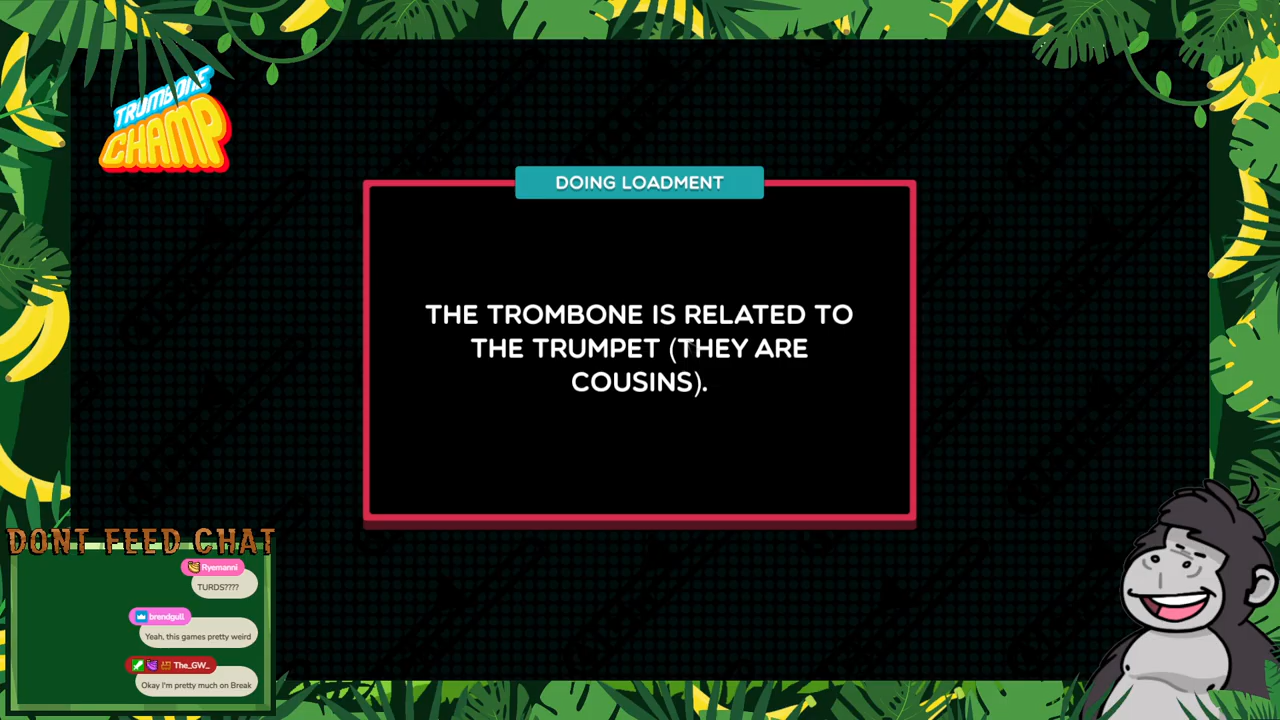 TROMBONE
CHAMP
DOING LOADMENT
THE TROMBONE IS RELATED TO
THE TRUMPET (THEY ARE
COUSINS).
DONT FEED CHAT
Ryemanni
TURDS????
brendgull
Yeah, this games pretty weird
The_GW_
Okay I'm pretty much on Break